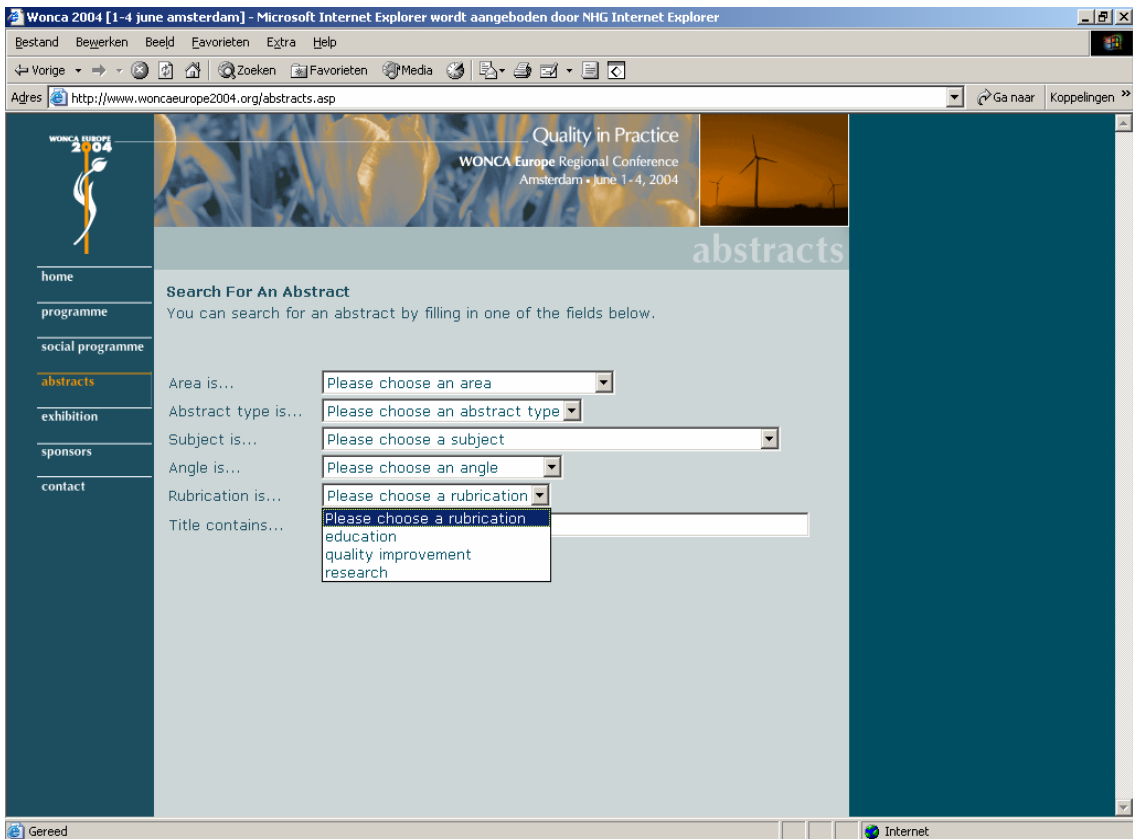 Wonca 2004 [1-4 june amsterdam] - Microsoft Internet Explorer wordt aangeboden door NHG Internet Explorer
Bestand Bewerken Beeld Favorieten Extra Help
Vorige Zoeken Favorieten Media
Adres http://www.woncaeurope2004.org/abstracts.asp Ga naar Koppelingen »
WONCA EUROPE
2004
Quality in Practice
WONCA Europe Regional Conference
Amsterdam • June 1-4, 2004
abstracts
home
programme
social programme
abstracts
exhibition
sponsors
contact
Search For An Abstract
You can search for an abstract by filling in one of the fields below.
Area is... Please choose an area
Abstract type is... Please choose an abstract type
Subject is... Please choose a subject
Angle is... Please choose an angle
Rubrication is... Please choose a rubrication
Title contains...
Please choose a rubrication
education
quality improvement
research
Gereed Internet